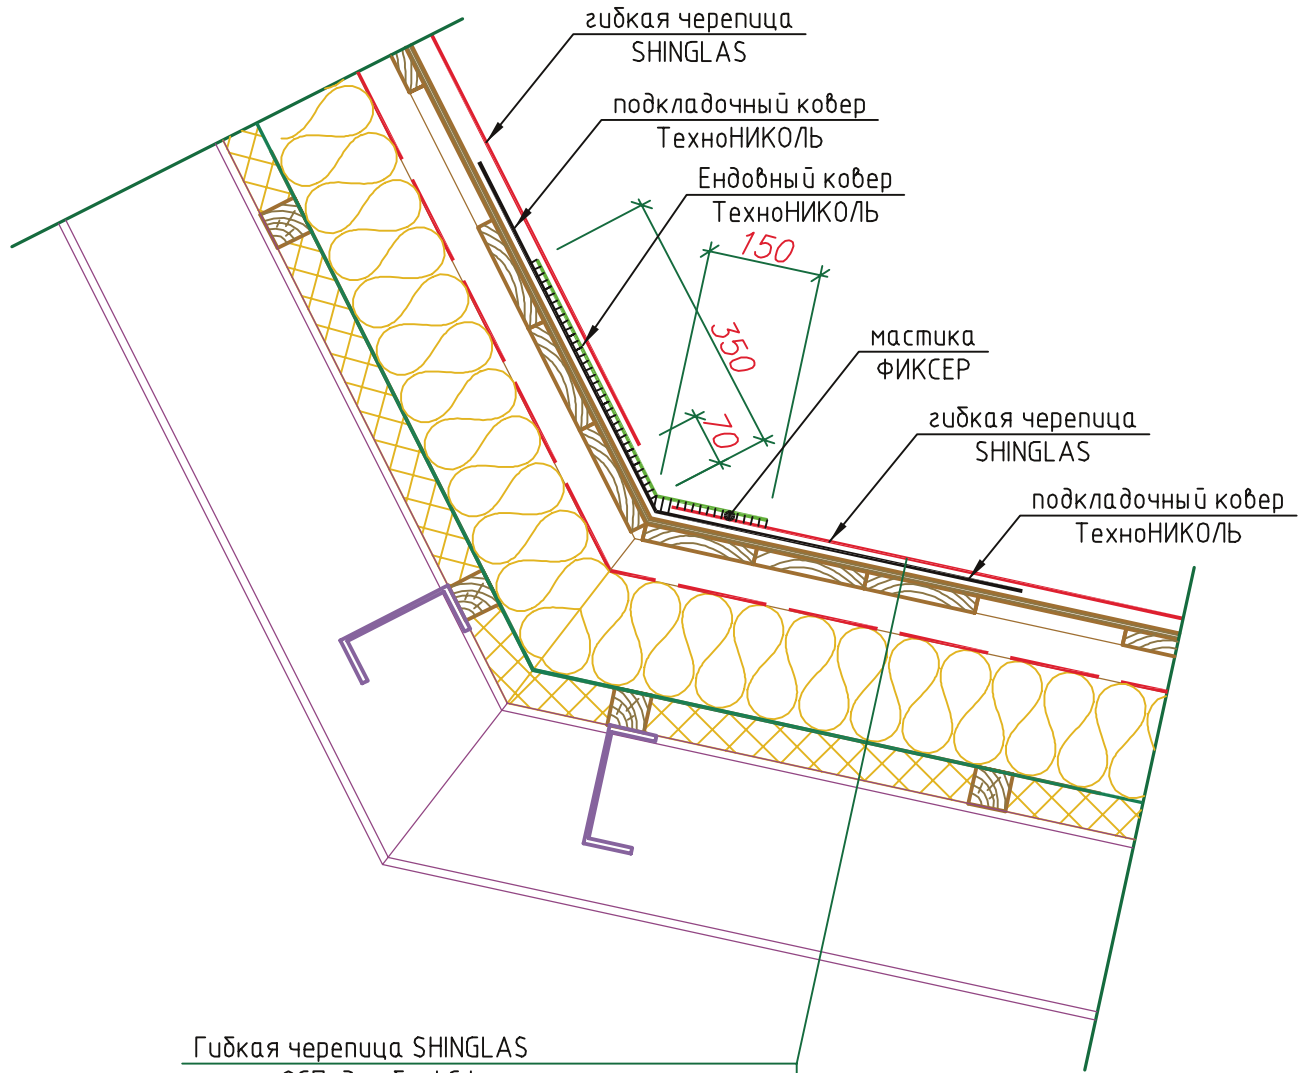 гибкая черепица
SHINGLAS
подкладочный ковер
ТехноНИКОЛЬ
Ендовный ковер
ТехноНИКОЛЬ
150
350
70
мастика
ФИКСЕР
гибкая черепица
SHINGLAS
подкладочный ковер
ТехноНИКОЛЬ
Гибкая черепица SHINGLAS